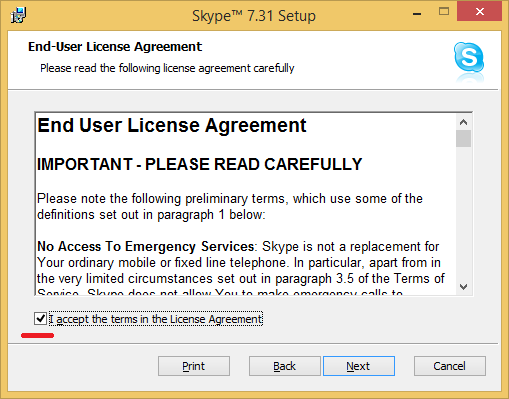 Skype™ 7.31 Setup
End-User License Agreement
Please read the following license agreement carefully
End User License Agreement
IMPORTANT - PLEASE READ CAREFULLY
Please note the following preliminary terms, which use some of the
definitions set out in paragraph 1 below:
No Access To Emergency Services: Skype is not a replacement for
Your ordinary mobile or fixed line telephone. In particular, apart from in
the very limited circumstances set out in paragraph 3.5 of the Terms of
Service, Skype does not allow You to make emergency calls to
I accept the terms in the License Agreement
Print Back Next Cancel